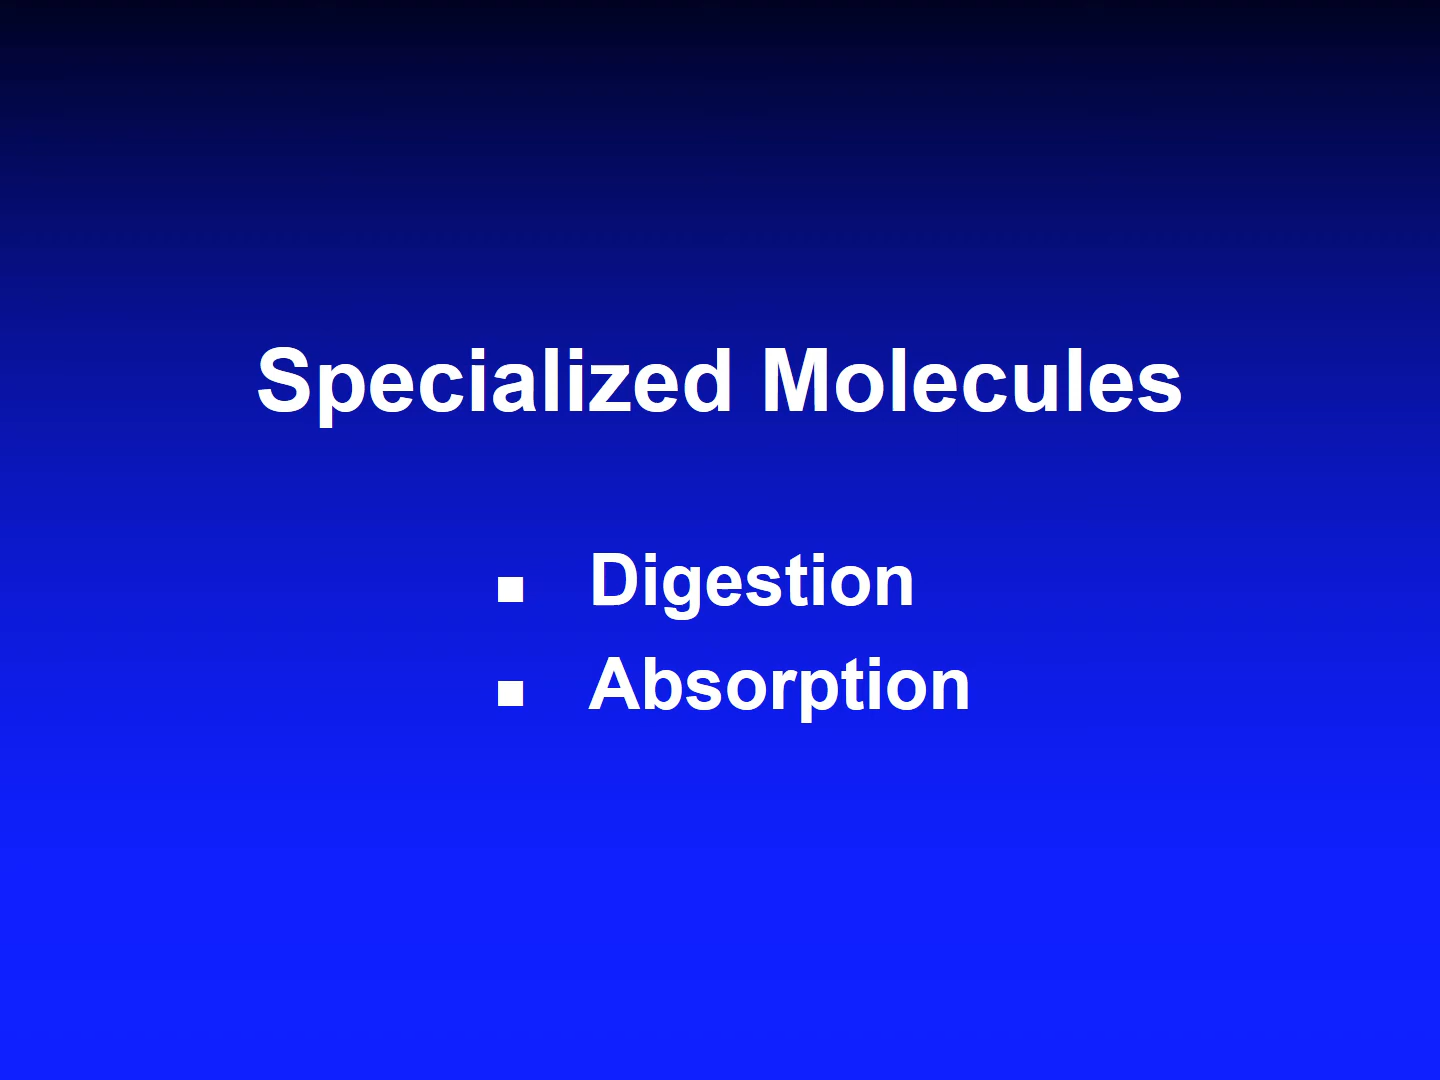 Specialized Molecules
■ Digestion
■ Absorption